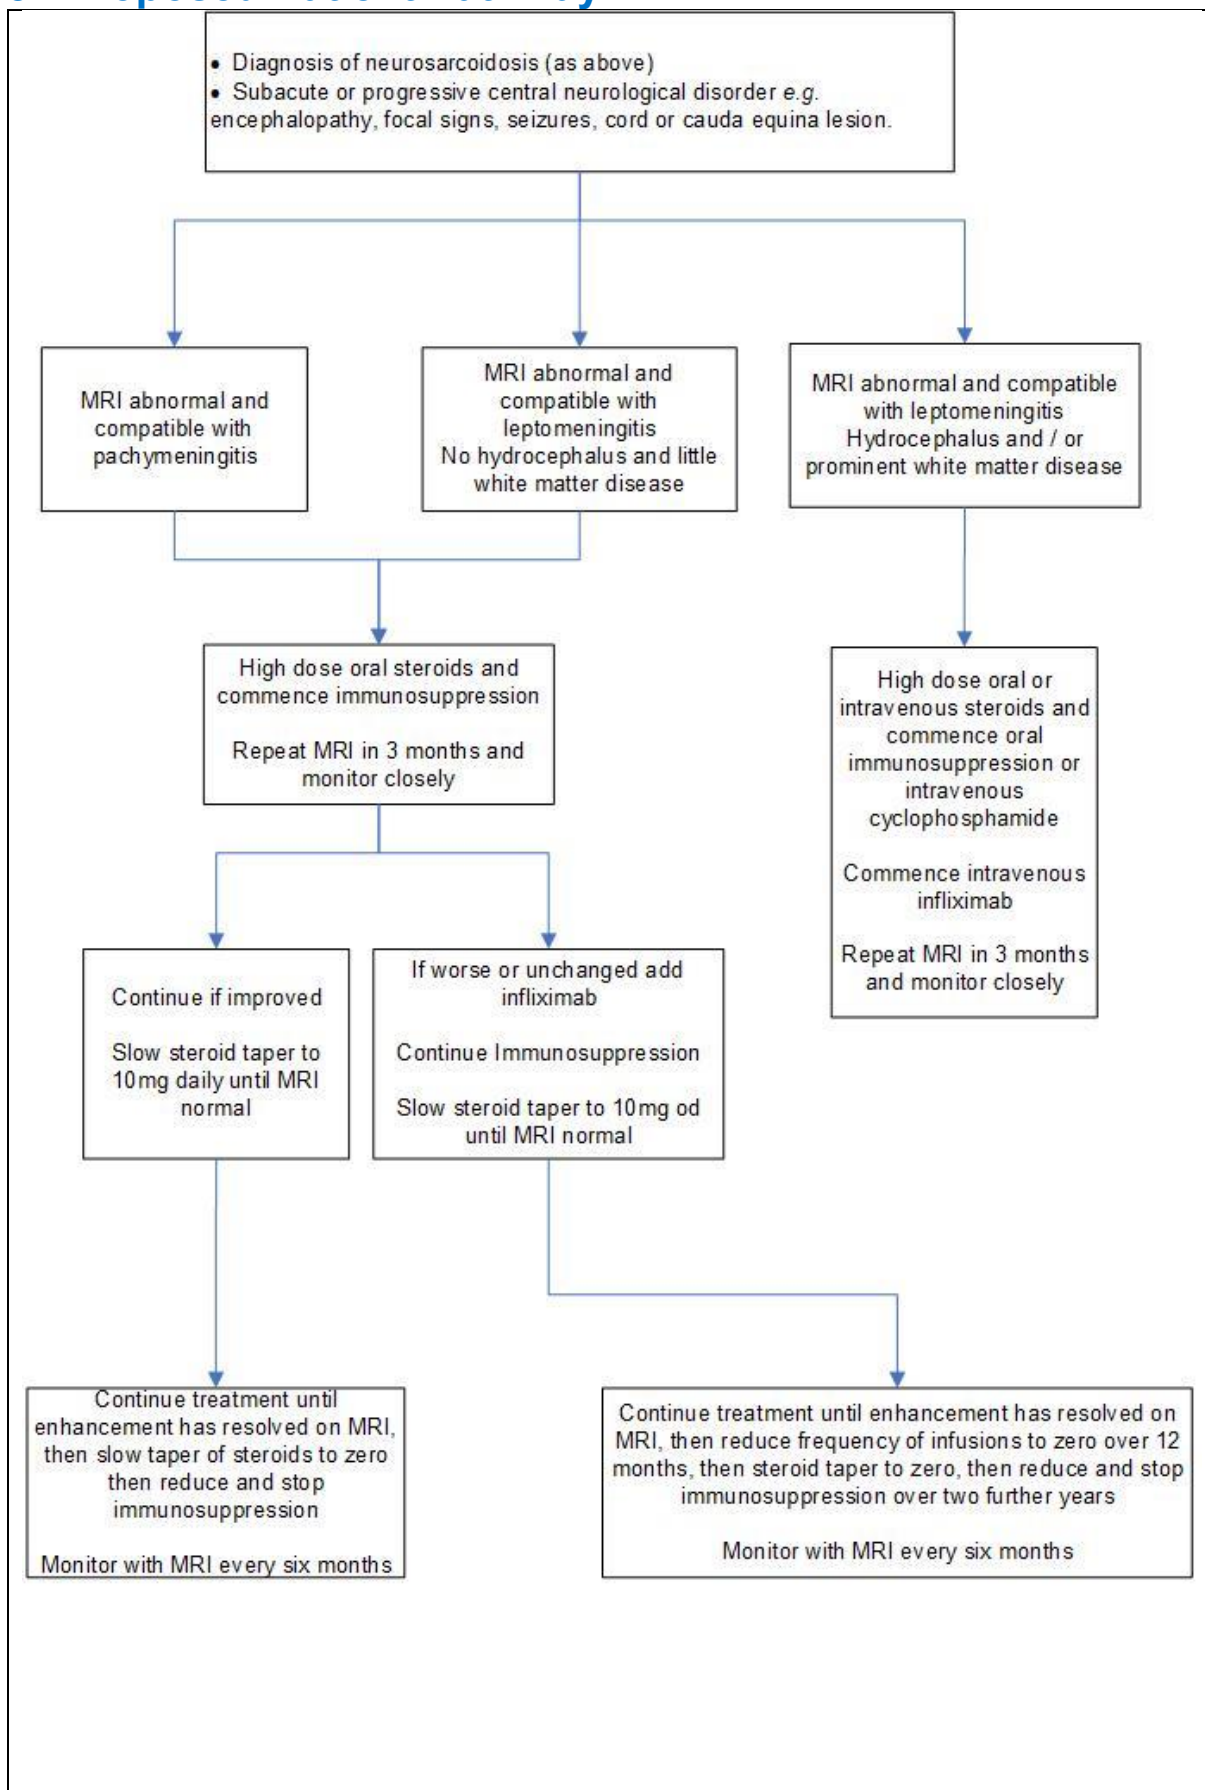 • Diagnosis of neurosarcoidosis (as above)
• Subacute or progressive central neurological disorder e.g.
encephalopathy, focal signs, seizures, cord or cauda equina lesion.
MRI abnormal and
compatible with
pachymeningitis
MRI abnormal and
compatible with
leptomeningitis
No hydrocephalus and little
white matter disease
MRI abnormal and compatible
with leptomeningitis
Hydrocephalus and / or
prominent white matter disease
High dose oral steroids and
commence immunosuppression
Repeat MRI in 3 months and
monitor closely
High dose oral or
intravenous steroids and
commence oral
immunosuppression or
intravenous
cyclophosphamide
Commence intravenous
infliximab
Repeat MRI in 3 months
and monitor closely
Continue if improved
Slow steroid taper to
10mg daily until MRI
normal
If worse or unchanged add
infliximab
Continue Immunosuppression
Slow steroid taper to 10mg od
until MRI normal
Continue treatment until
enhancement has resolved on MRI,
then slow taper of steroids to zero
then reduce and stop
immunosuppression
Monitor with MRI every six months
Continue treatment until enhancement has resolved on
MRI, then reduce frequency of infusions to zero over 12
months, then steroid taper to zero, then reduce and stop
immunosuppression over two further years
Monitor with MRI every six months